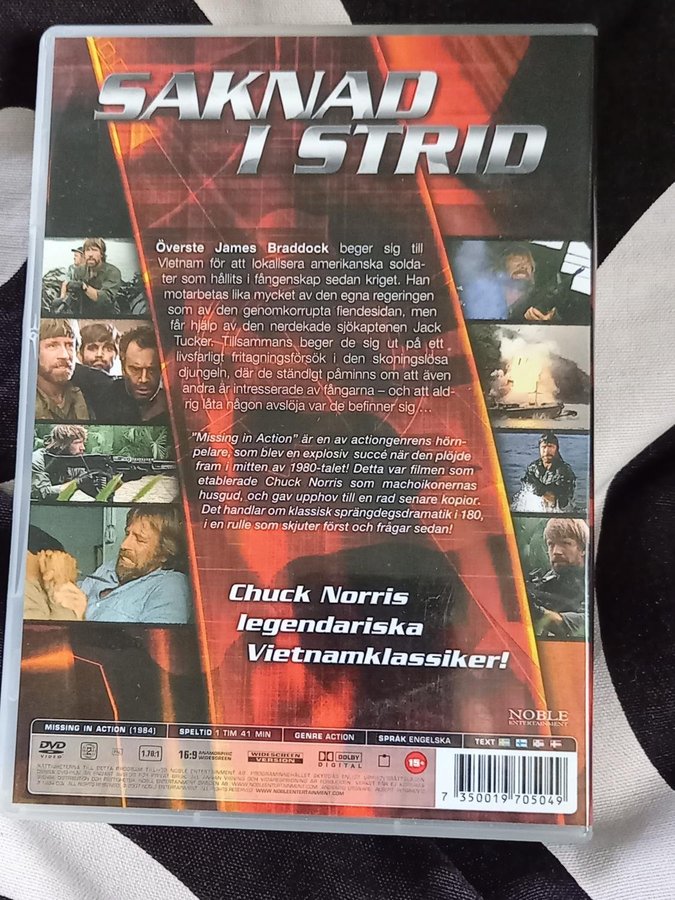 SAKNAD
I STRID
Överste James Braddock beger sig till
Vietnam för att lokalisera amerikanska solda-
ter som hållits i fångenskap sedan kriget. Han
motarbetas lika mycket av den egna regeringen
som av den genomkorrupta fiendesidan, men
får hjälp av den nerdekade sjökaptenen Jack
Tucker. Tillsammans beger de sig ut på ett
livsfarligt fritagningsförsök i den skoningslösa
djungeln, där de ständigt påminns om att även
andra är intresserade av fångarna – och att ald-
rig låta någon avslöja var de befinner sig ...
"Missing in Action" är en av actiongenrens hörn-
pelare, som blev en explosiv succé när den plöjde
fram i mitten av 1980-talet! Detta var filmen som
etablerade Chuck Norris som machoikonernas
husgud, och gav upphov till en rad senare kopior.
Det handlar om klassisk sprängdegsdramatik i 180,
i en rulle som skjuter först och frågar sedan!
Chuck Norris
legendariska
Vietnamklassiker!
NOBLE
ENTERTAINMENT
MISSING IN ACTION (1984) SPELTID 1 TIM 41 MIN GENRE ACTION SPRÅK ENGELSKA TEXT
DVD VIDEO 2 PAL 1.78:1 16:9 ANAMORPHIC WIDESCREEN WIDESCREEN VERSION DOLBY DIGITAL 15+
WWW.NOBLEENTERTAINMENT.COM
7 350019 705049